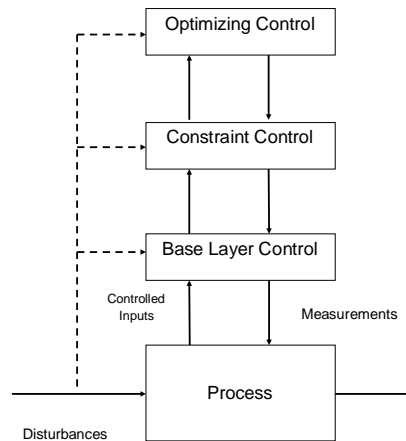 Optimizing Control
Constraint Control
Base Layer Control
Controlled
Inputs
Measurements
Process
Disturbances